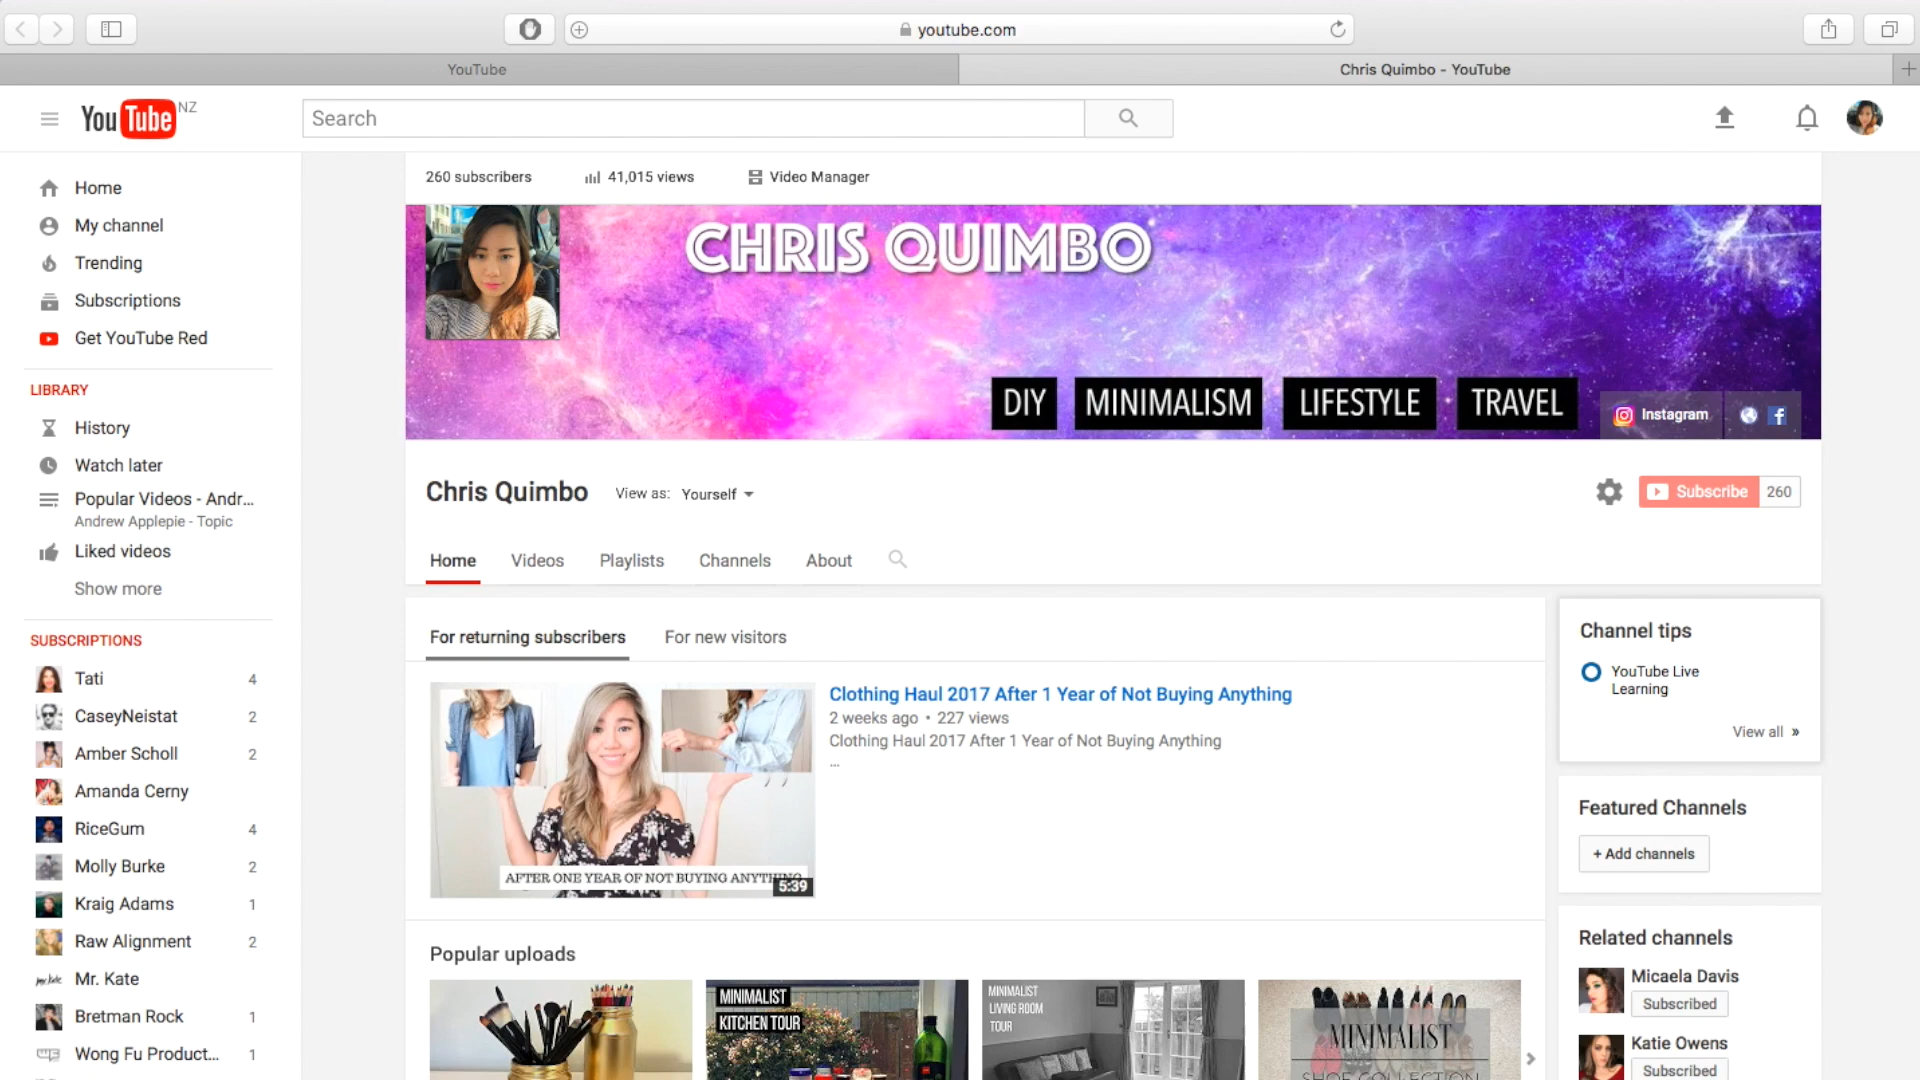 youtube.com
YouTube
Chris Quimbo - YouTube
YouTube NZ
Search
Home
My channel
Trending
Subscriptions
Get YouTube Red
LIBRARY
History
Watch later
Popular Videos - Andr...
Andrew Applepie - Topic
Liked videos
Show more
SUBSCRIPTIONS
Tati 4
CaseyNeistat 2
Amber Scholl 2
Amanda Cerny
RiceGum 4
Molly Burke 2
Kraig Adams 1
Raw Alignment 2
Mr. Kate
Bretman Rock 1
Wong Fu Product... 1
260 subscribers
41,015 views
Video Manager
CHRIS QUIMBO
DIY
MINIMALISM
LIFESTYLE
TRAVEL
Instagram
Chris Quimbo
View as: Yourself
Subscribe 260
Home
Videos
Playlists
Channels
About
For returning subscribers
For new visitors
AFTER ONE YEAR OF NOT BUYING ANYTHING
5:39
Clothing Haul 2017 After 1 Year of Not Buying Anything
2 weeks ago • 227 views
Clothing Haul 2017 After 1 Year of Not Buying Anything
...
Popular uploads
MINIMALIST
KITCHEN TOUR
MINIMALIST
LIVING ROOM
TOUR
MINIMALIST
SHOE COLLECTION
Channel tips
YouTube Live
Learning
View all »
Featured Channels
+ Add channels
Related channels
Micaela Davis
Subscribed
Katie Owens
Subscribed